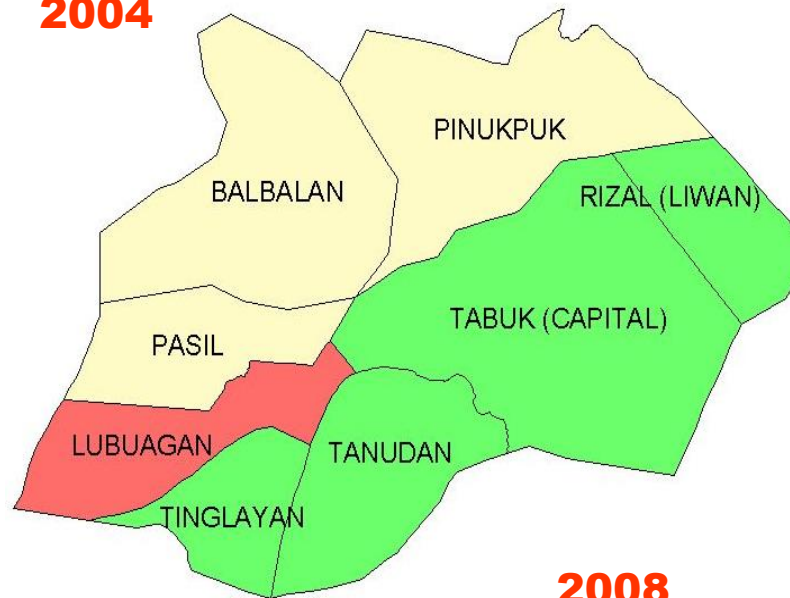 2004
PINUKPUK
BALBALAN
RIZAL (LIWAN)
TABUK (CAPITAL)
PASIL
LUBUAGAN
TANUDAN
TINGLAYAN
2008